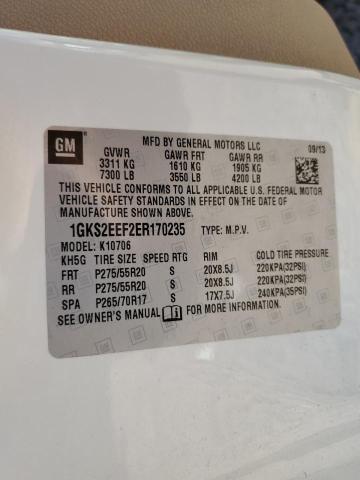 GM
MFD BY GENERAL MOTORS LLC 09/13
GVWR GAWR FRT GAWR RR
3311 KG 1610 KG 1905 KG
7300 LB 3550 LB 4200 LB
THIS VEHICLE CONFORMS TO ALL APPLICABLE U.S. FEDERAL MOTOR
VEHICLE SAFETY STANDARDS IN EFFECT ON THE DATE OF
MANUFACTURE SHOWN ABOVE.
1GKS2EEF2ER170235 TYPE: M.P.V.
MODEL: K10706
KH5G TIRE SIZE SPEED RTG RIM COLD TIRE PRESSURE
FRT P275/55R20 S 20X8.5J 220KPA(32PSI)
RR P275/55R20 S 20X8.5J 220KPA(32PSI)
SPA P265/70R17 S 17X7.5J 240KPA(35PSI)
SEE OWNER'S MANUAL FOR MORE INFORMATION.